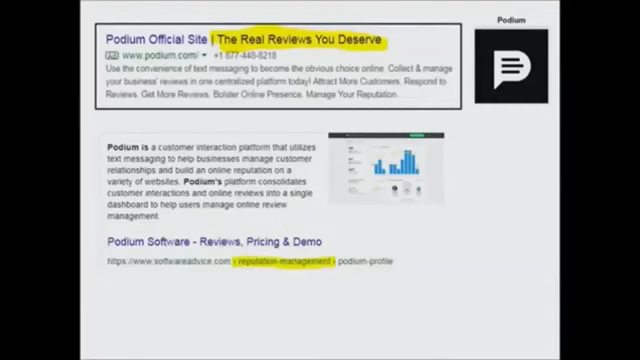 Podium
Podium Official Site | The Real Reviews You Deserve
Ad www.podium.com/ +1 877-448-8218
Use the convenience of text messaging to become the obvious choice online. Collect & manage
your business' reviews in one centralized platform today! Attract More Customers. Respond to
Reviews. Get More Reviews. Bolster Online Presence. Manage Your Reputation.
Podium is a customer interaction platform that utilizes
text messaging to help businesses manage customer
relationships and build an online reputation on a
variety of websites. Podium's platform consolidates
customer interactions and online reviews into a single
dashboard to help users manage online review
management.
Podium Software - Reviews, Pricing & Demo
https://www.softwareadvice.com › reputation-management › podium-profile